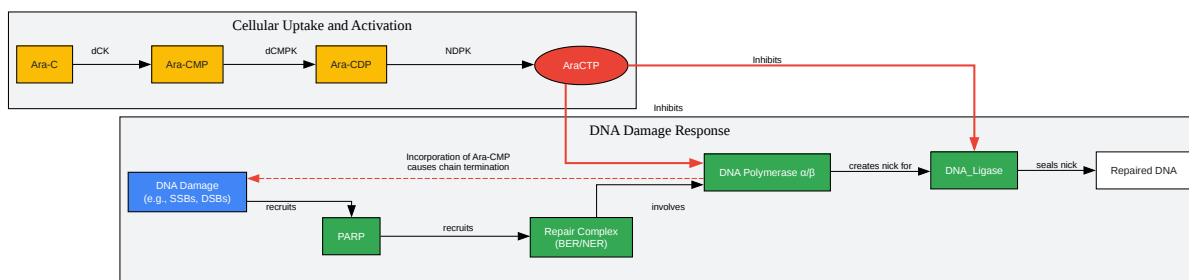 Cellular Uptake and Activation
Ara-C
dCK
Ara-CMP
dCMPK
Ara-CDP
NDPK
AraCTP
Inhibits
Inhibits
DNA Damage Response
Incorporation of Ara-CMP
causes chain termination
DNA Damage
(e.g., SSBs, DSBs)
recruits
PARP
recruits
Repair Complex
(BER/NER)
involves
DNA Polymerase α/β
creates nick for
DNA_Ligase
seals nick
Repaired DNA